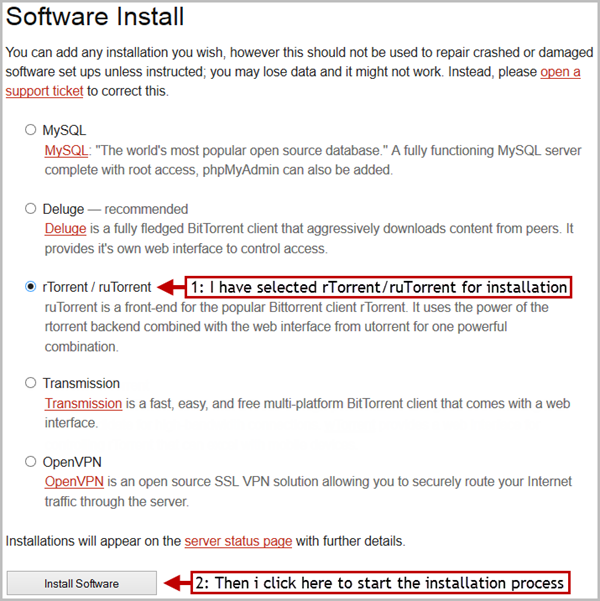 Software Install
You can add any installation you wish, however this should not be used to repair crashed or damaged
software set ups unless instructed; you may lose data and it might not work. Instead, please open a
support ticket to correct this.
MySQL
MySQL: "The world's most popular open source database." A fully functioning MySQL server
complete with root access, phpMyAdmin can also be added.
Deluge — recommended
Deluge is a fully fledged BitTorrent client that aggressively downloads content from peers. It
provides it's own web interface to control access.
rTorrent / ruTorrent 1: I have selected rTorrent/ruTorrent for installation
ruTorrent is a front-end for the popular Bittorrent client rTorrent. It uses the power of the
rtorrent backend combined with the web interface from utorrent for one powerful
combination.
Transmission
Transmission is a fast, easy, and free multi-platform BitTorrent client that comes with a web
interface.
OpenVPN
OpenVPN is an open source SSL VPN solution allowing you to securely route your Internet
traffic through the server.
Installations will appear on the server status page with further details.
Install Software 2: Then i click here to start the installation process